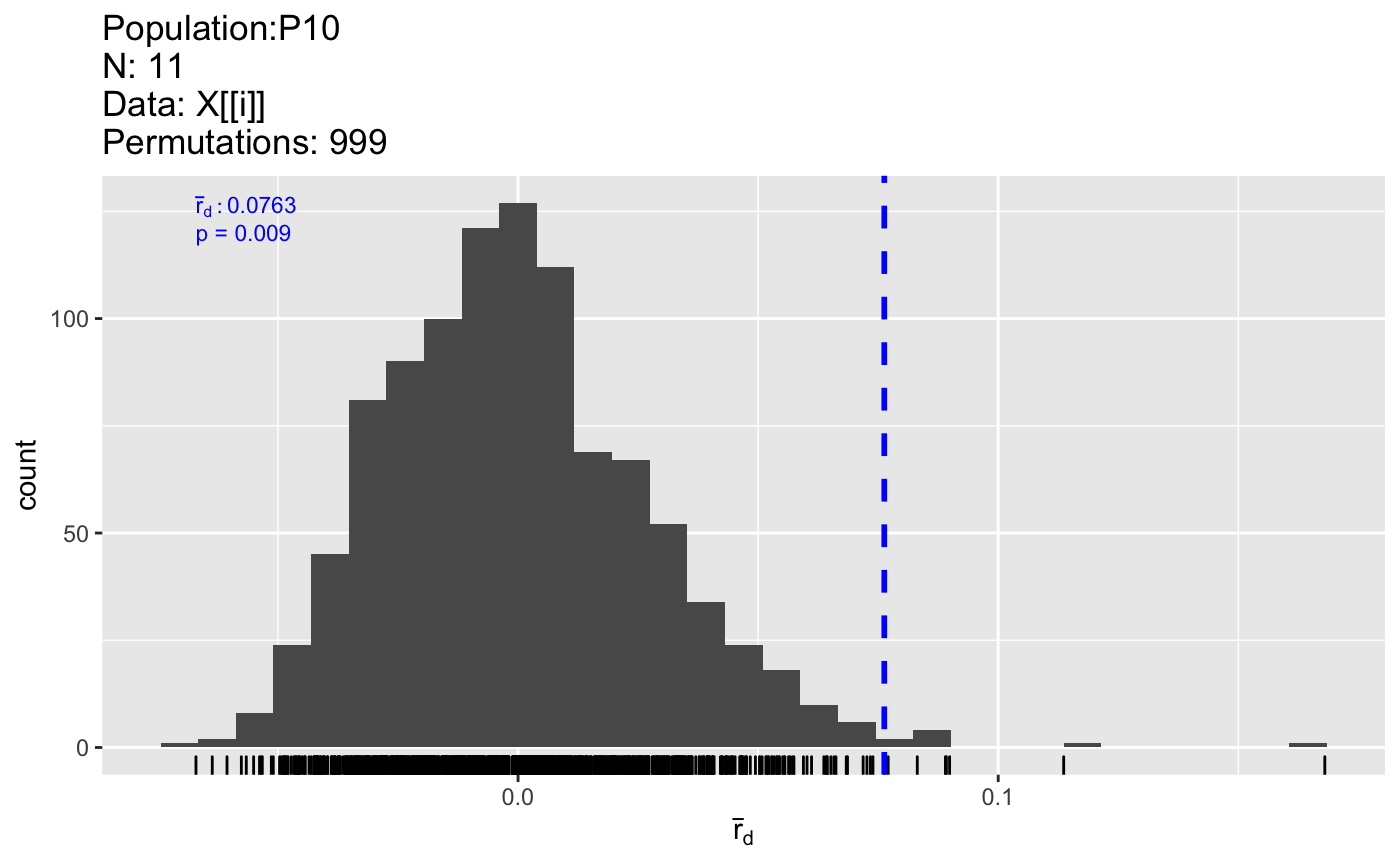 Population:P10
N: 11
Data: X[[i]]
Permutations: 999
r̄d : 0.0763
p = 0.009
100
50
0
count
0.0
0.1
r̄d